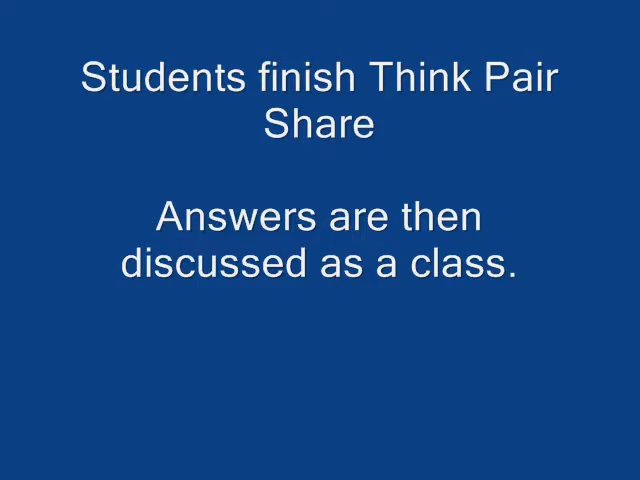 Students finish Think Pair
Share
Answers are then
discussed as a class.